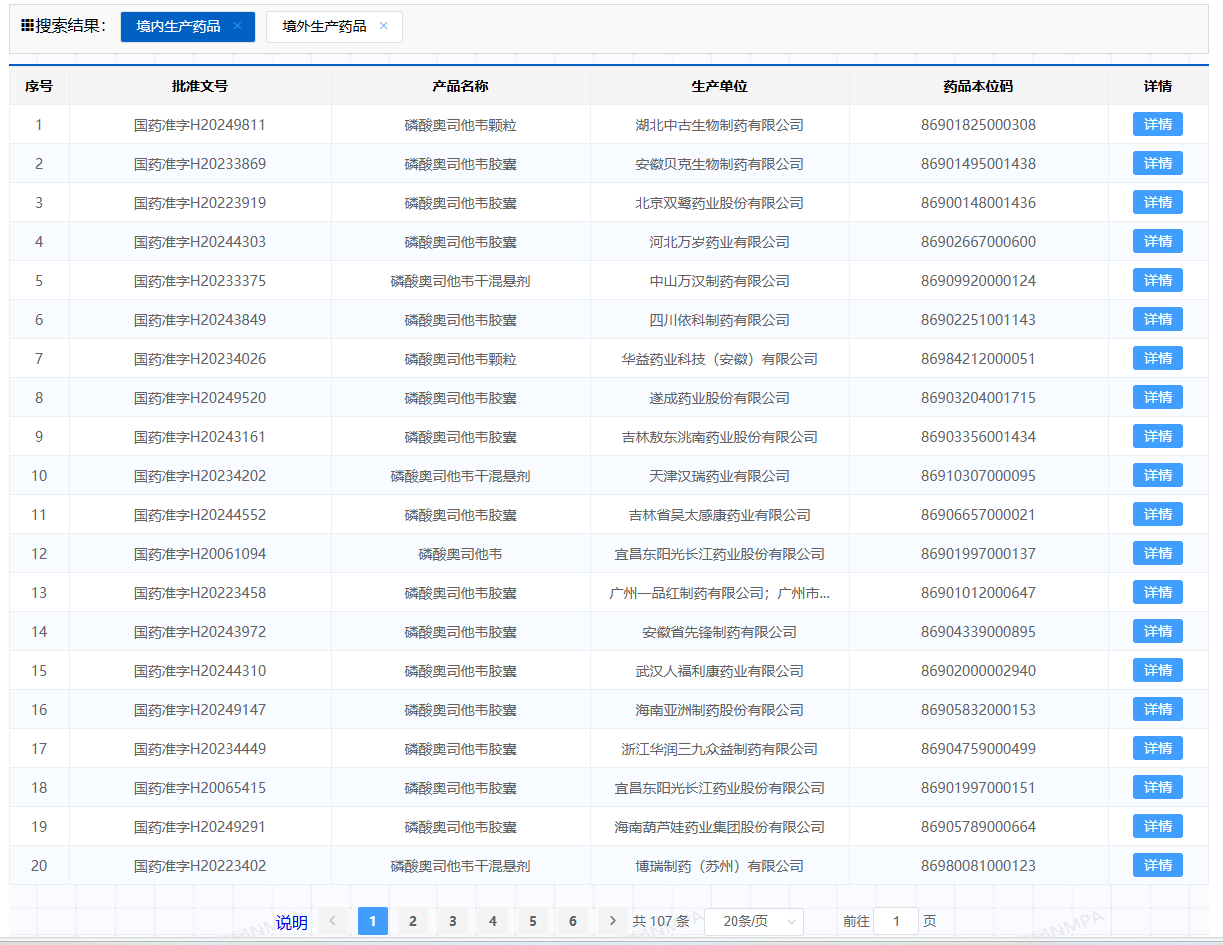 搜索结果： 境内生产药品 × 境外生产药品 ×
序号 批准文号 产品名称 生产单位 药品本位码 详情
1 国药准字H20249811 磷酸奥司他韦颗粒 湖北中古生物制药有限公司 86901825000308 详情
2 国药准字H20233869 磷酸奥司他韦胶囊 安徽贝克生物制药有限公司 86901495001438 详情
3 国药准字H20223919 磷酸奥司他韦胶囊 北京双鹭药业股份有限公司 86900148001436 详情
4 国药准字H20244303 磷酸奥司他韦胶囊 河北万岁药业有限公司 86902667000600 详情
5 国药准字H20233375 磷酸奥司他韦干混悬剂 中山万汉制药有限公司 86909920000124 详情
6 国药准字H20243849 磷酸奥司他韦胶囊 四川依科制药有限公司 86902251001143 详情
7 国药准字H20234026 磷酸奥司他韦颗粒 华益药业科技（安徽）有限公司 86984212000051 详情
8 国药准字H20249520 磷酸奥司他韦胶囊 遂成药业股份有限公司 86903204001715 详情
9 国药准字H20243161 磷酸奥司他韦胶囊 吉林敖东洮南药业股份有限公司 86903356001434 详情
10 国药准字H20234202 磷酸奥司他韦干混悬剂 天津汉瑞药业有限公司 86910307000095 详情
11 国药准字H20244552 磷酸奥司他韦胶囊 吉林省吴太感康药业有限公司 86906657000021 详情
12 国药准字H20061094 磷酸奥司他韦 宜昌东阳光长江药业股份有限公司 86901997000137 详情
13 国药准字H20223458 磷酸奥司他韦胶囊 广州一品红制药有限公司；广州市... 86901012000647 详情
14 国药准字H20243972 磷酸奥司他韦胶囊 安徽省先锋制药有限公司 86904339000895 详情
15 国药准字H20244310 磷酸奥司他韦胶囊 武汉人福利康药业有限公司 86902000002940 详情
16 国药准字H20249147 磷酸奥司他韦胶囊 海南亚洲制药股份有限公司 86905832000153 详情
17 国药准字H20234449 磷酸奥司他韦胶囊 浙江华润三九众益制药有限公司 86904759000499 详情
18 国药准字H20065415 磷酸奥司他韦胶囊 宜昌东阳光长江药业股份有限公司 86901997000151 详情
19 国药准字H20249291 磷酸奥司他韦胶囊 海南葫芦娃药业集团股份有限公司 86905789000664 详情
20 国药准字H20223402 磷酸奥司他韦干混悬剂 博瑞制药（苏州）有限公司 86980081000123 详情
说明 < 1 2 3 4 5 6 > 共 107 条 20条/页 前往 1 页